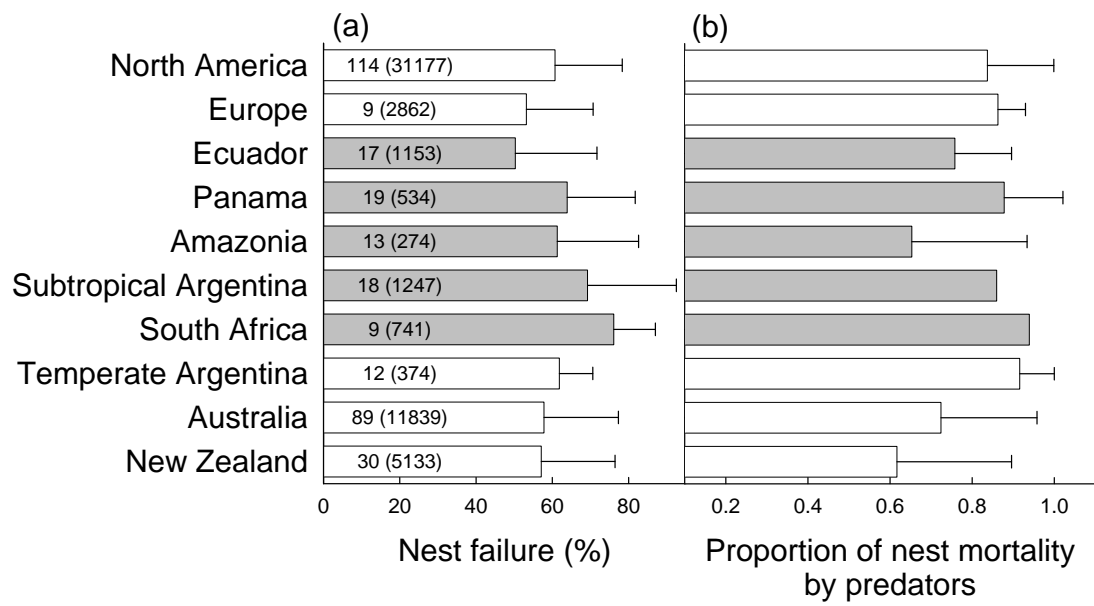 (a) (b)
North America 114 (31177)
Europe 9 (2862)
Ecuador 17 (1153)
Panama 19 (534)
Amazonia 13 (274)
Subtropical Argentina 18 (1247)
South Africa 9 (741)
Temperate Argentina 12 (374)
Australia 89 (11839)
New Zealand 30 (5133)
0 20 40 60 80 0.2 0.4 0.6 0.8 1.0
Nest failure (%) Proportion of nest mortality
by predators